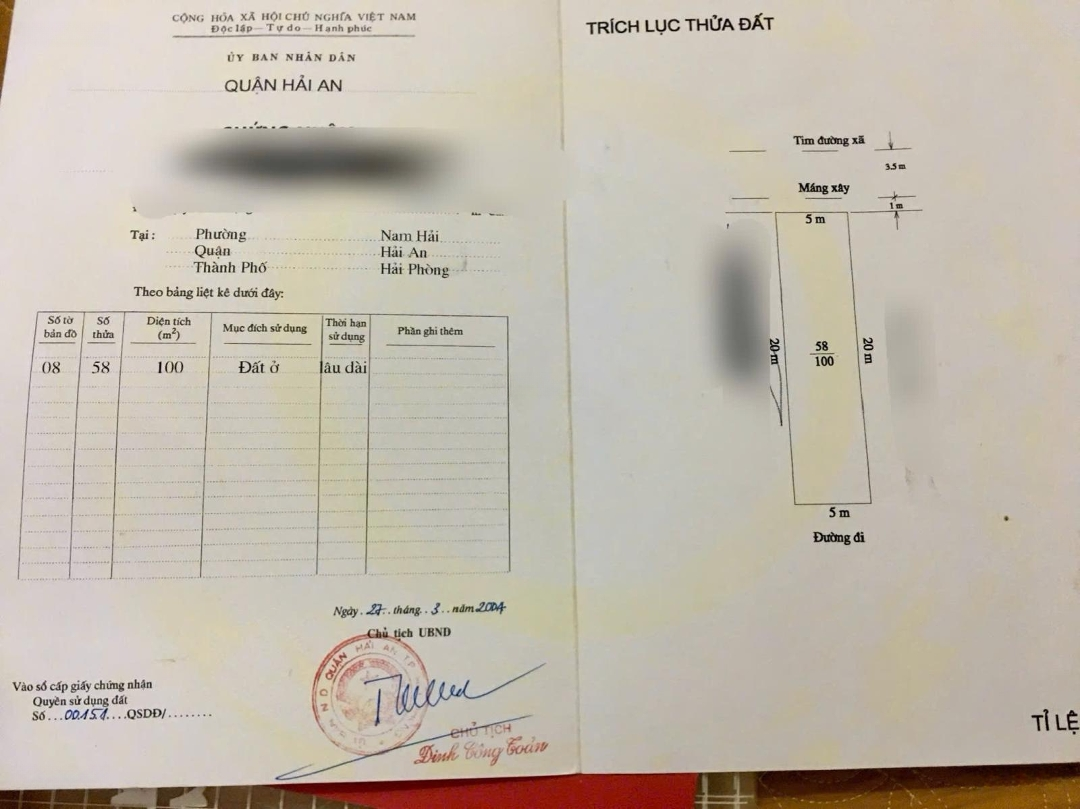 CỘNG HÒA XÃ HỘI CHỦ NGHĨA VIỆT NAM
Độc lập – Tự do – Hạnh phúc
ỦY BAN NHÂN DÂN
QUẬN HẢI AN
Tại : Phường Nam Hải
Quận Hải An
Thành Phố Hải Phòng
Theo bảng liệt kê dưới đây:
Số tờ bản đồ Số thửa Diện tích (m²) Mục đích sử dụng Thời hạn sử dụng Phần ghi thêm
08 58 100 Đất ở lâu dài
Ngày 27 tháng 3 năm 2004
Chủ tịch UBND
QUẬN HẢI AN TP
CHỦ TỊCH
Đinh Công Toản
Vào sổ cấp giấy chứng nhận
Quyền sử dụng đất
Số ...00151....QSDĐ/........
TRÍCH LỤC THỬA ĐẤT
Tim đường xã
3.5 m
Máng xây
1 m
5 m
20 m
58
100
20 m
5 m
Đường đi
TỈ LỆ